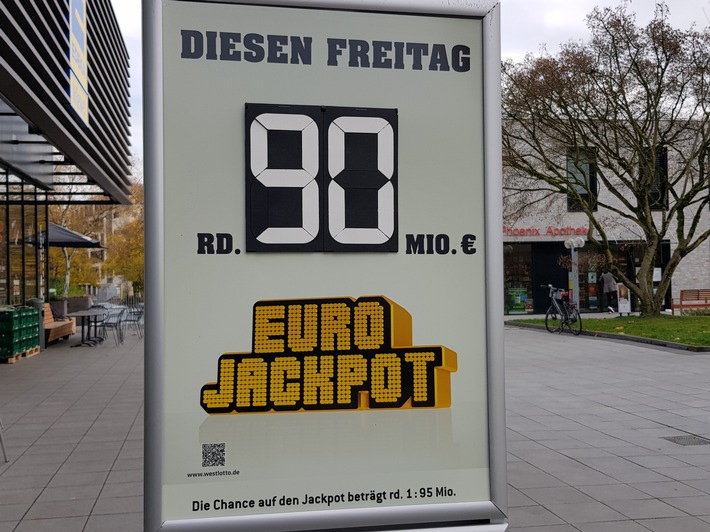 DIESEN FREITAG
RD. 90 MIO. €
EURO
JACKPOT
www.westlotto.de
Die Chance auf den Jackpot beträgt rd. 1:95 Mio.
Phoenix Apotheke